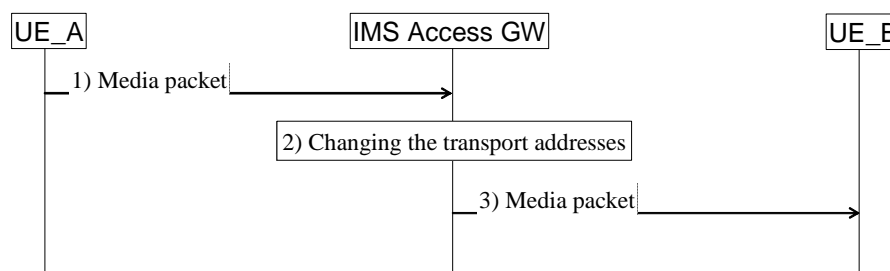 UE_A
IMS Access GW
UE_B
1) Media packet
2) Changing the transport addresses
3) Media packet